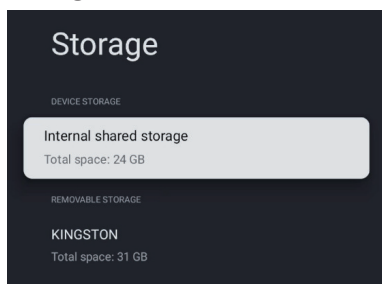 Storage
DEVICE STORAGE
Internal shared storage
Total space: 24 GB
REMOVABLE STORAGE
KINGSTON
Total space: 31 GB